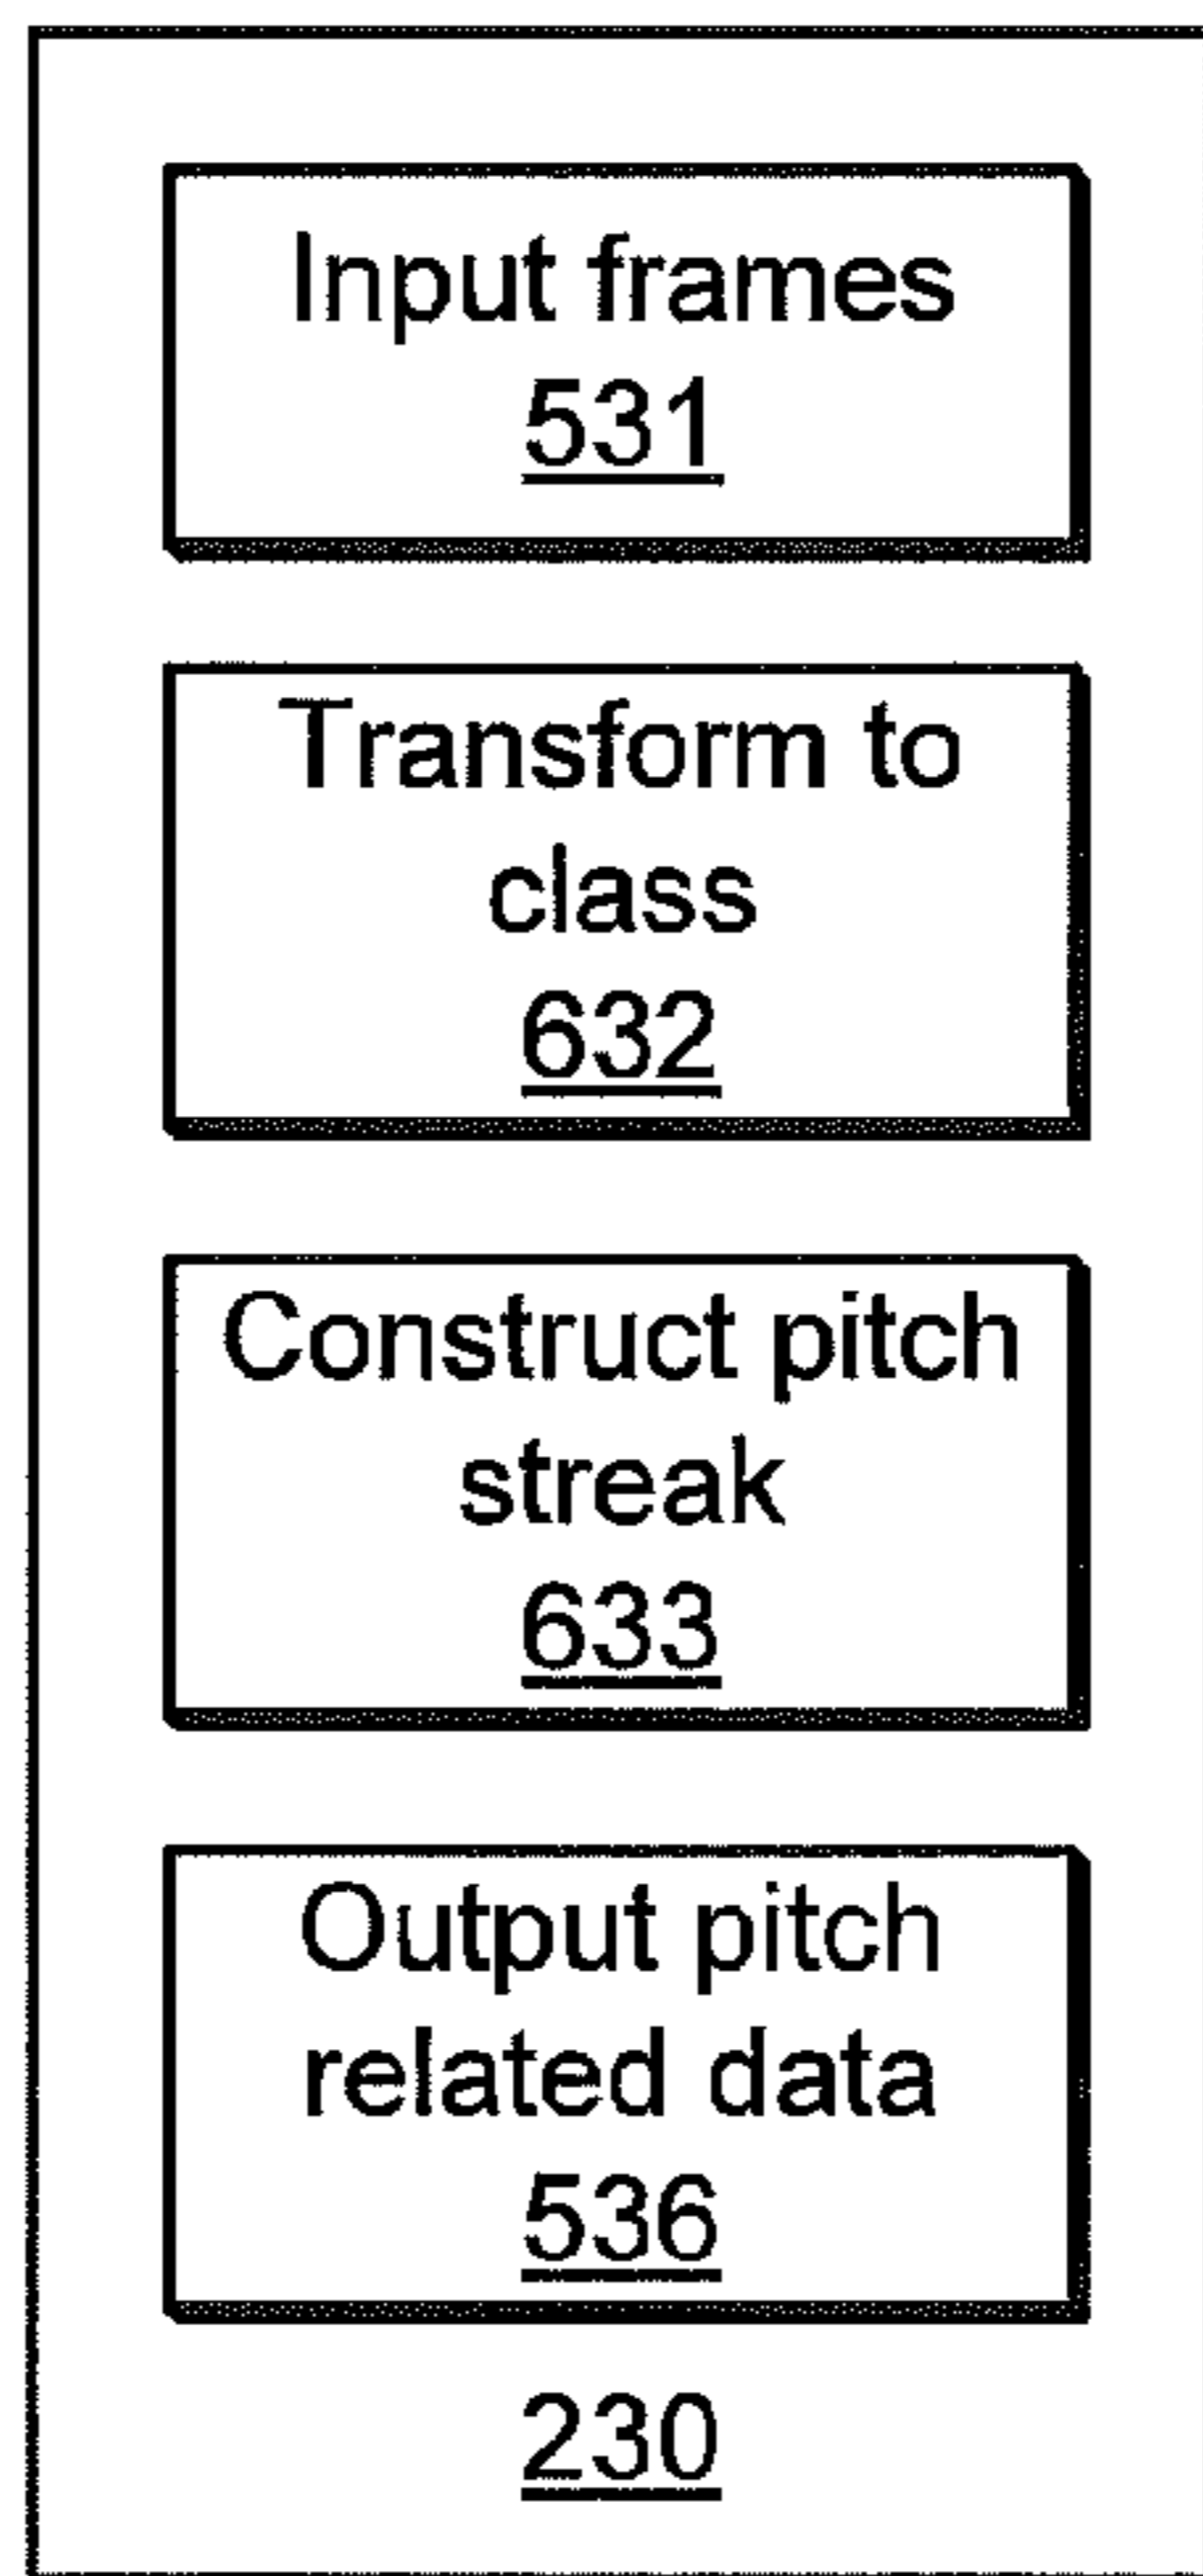 Input frames
531
Transform to
class
632
Construct pitch
streak
633
Output pitch
related data
536
230